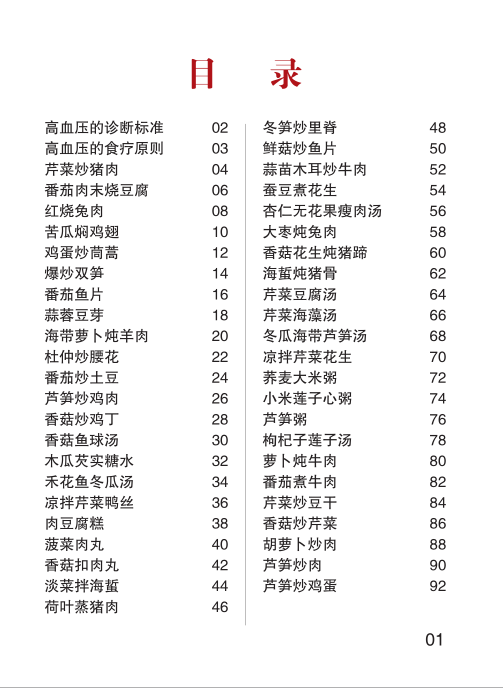 目 录
高血压的诊断标准 02
高血压的食疗原则 03
芹菜炒猪肉 04
番茄肉末烧豆腐 06
红烧兔肉 08
苦瓜焖鸡翅 10
鸡蛋炒茼蒿 12
爆炒双笋 14
番茄鱼片 16
蒜蓉豆芽 18
海带萝卜炖羊肉 20
杜仲炒腰花 22
番茄炒土豆 24
芦笋炒鸡肉 26
香菇炒鸡丁 28
香菇鱼球汤 30
木瓜芡实糖水 32
禾花鱼冬瓜汤 34
凉拌芹菜鸭丝 36
肉豆腐糕 38
菠菜肉丸 40
香菇扣肉丸 42
淡菜拌海蜇 44
荷叶蒸猪肉 46
冬笋炒里脊 48
鲜菇炒鱼片 50
蒜苗木耳炒牛肉 52
蚕豆煮花生 54
杏仁无花果瘦肉汤 56
大枣炖兔肉 58
香菇花生炖猪蹄 60
海蜇炖猪骨 62
芹菜豆腐汤 64
芹菜海藻汤 66
冬瓜海带芦笋汤 68
凉拌芹菜花生 70
荞麦大米粥 72
小米莲子心粥 74
芦笋粥 76
枸杞子莲子汤 78
萝卜炖牛肉 80
番茄煮牛肉 82
芹菜炒豆干 84
香菇炒芹菜 86
胡萝卜炒肉 88
芦笋炒肉 90
芦笋炒鸡蛋 92
01